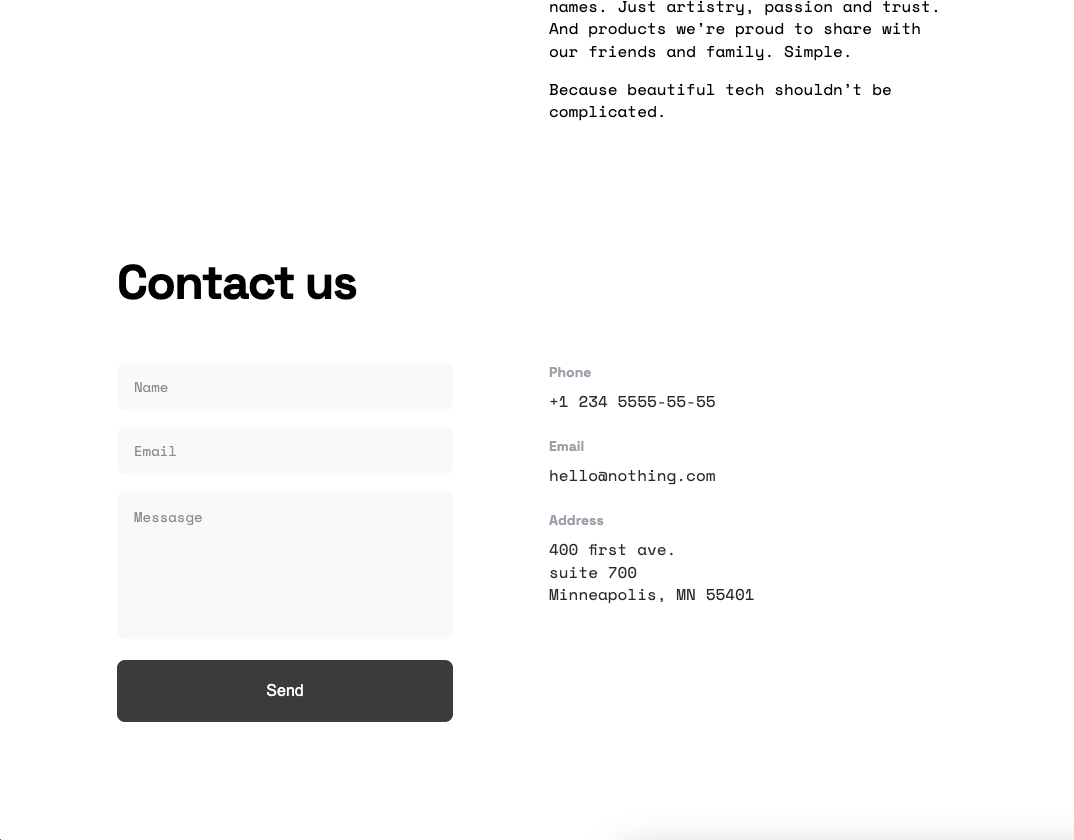 names. Just artistry, passion and trust.
And products we’re proud to share with
our friends and family. Simple.
Because beautiful tech shouldn’t be
complicated.
Contact us
Name
Email
Messasge
Send
Phone
+1 234 5555-55-55
Email
hello@nothing.com
Address
400 first ave.
suite 700
Minneapolis, MN 55401